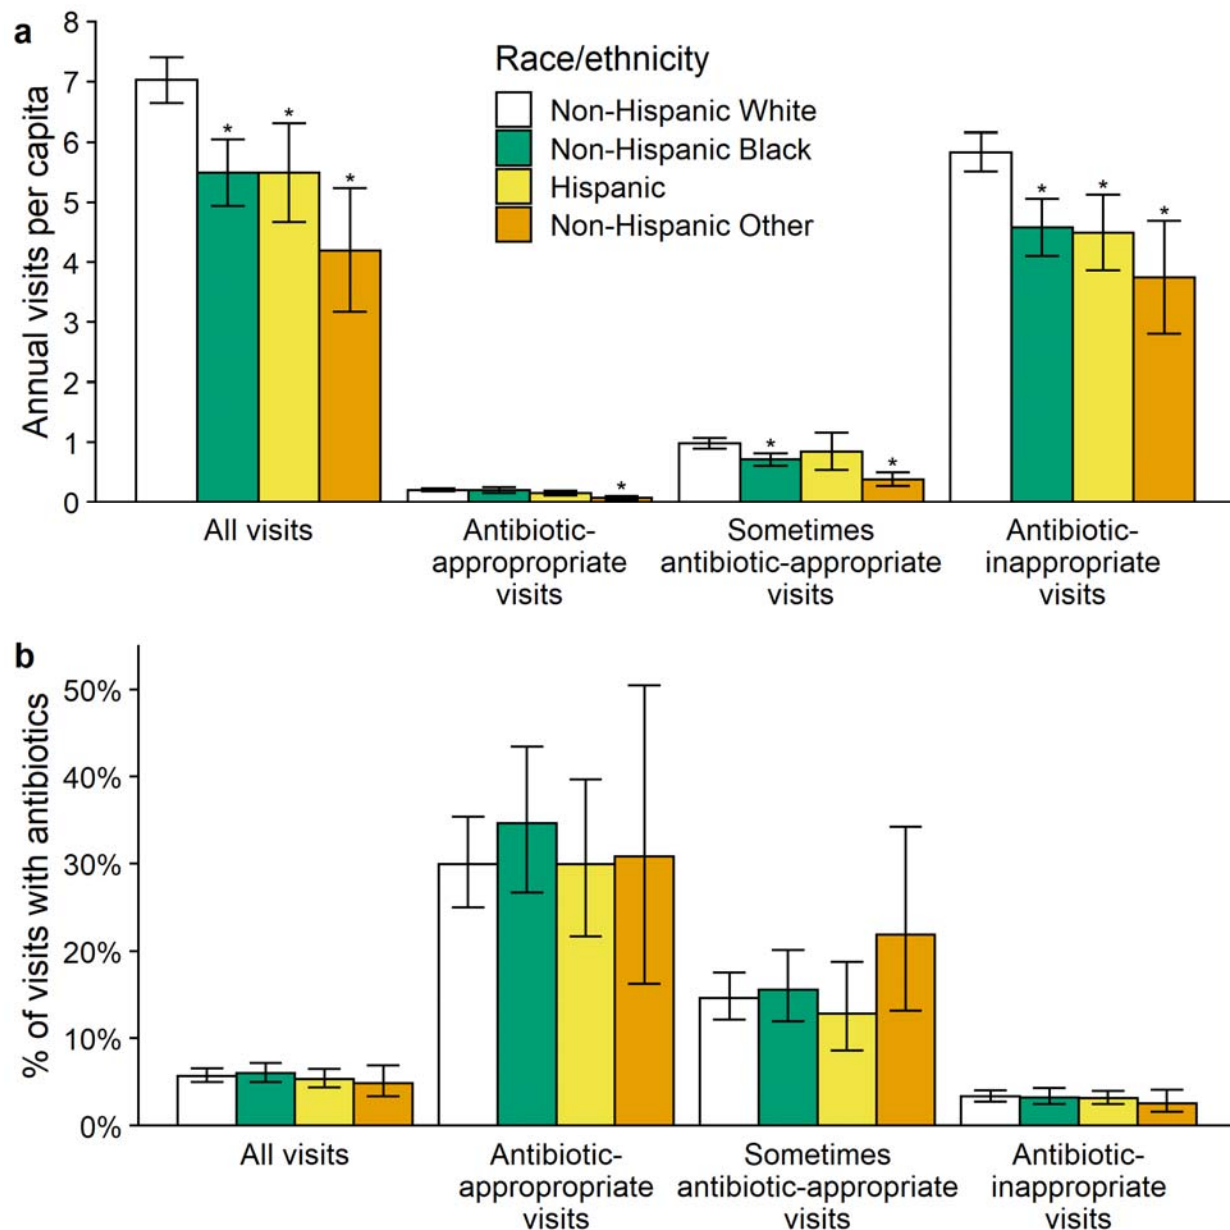 a
Annual visits per capita
8
7
6
5
4
3
2
1
0
Race/ethnicity
Non-Hispanic White
Non-Hispanic Black
Hispanic
Non-Hispanic Other
*
*
*
*
*
*
*
*
*
All visits
Antibiotic-
appropropriate
visits
Sometimes
antibiotic-appropriate
visits
Antibiotic-
inappropriate
visits
b
% of visits with antibiotics
50%
40%
30%
20%
10%
0%
All visits
Antibiotic-
appropropriate
visits
Sometimes
antibiotic-appropriate
visits
Antibiotic-
inappropriate
visits